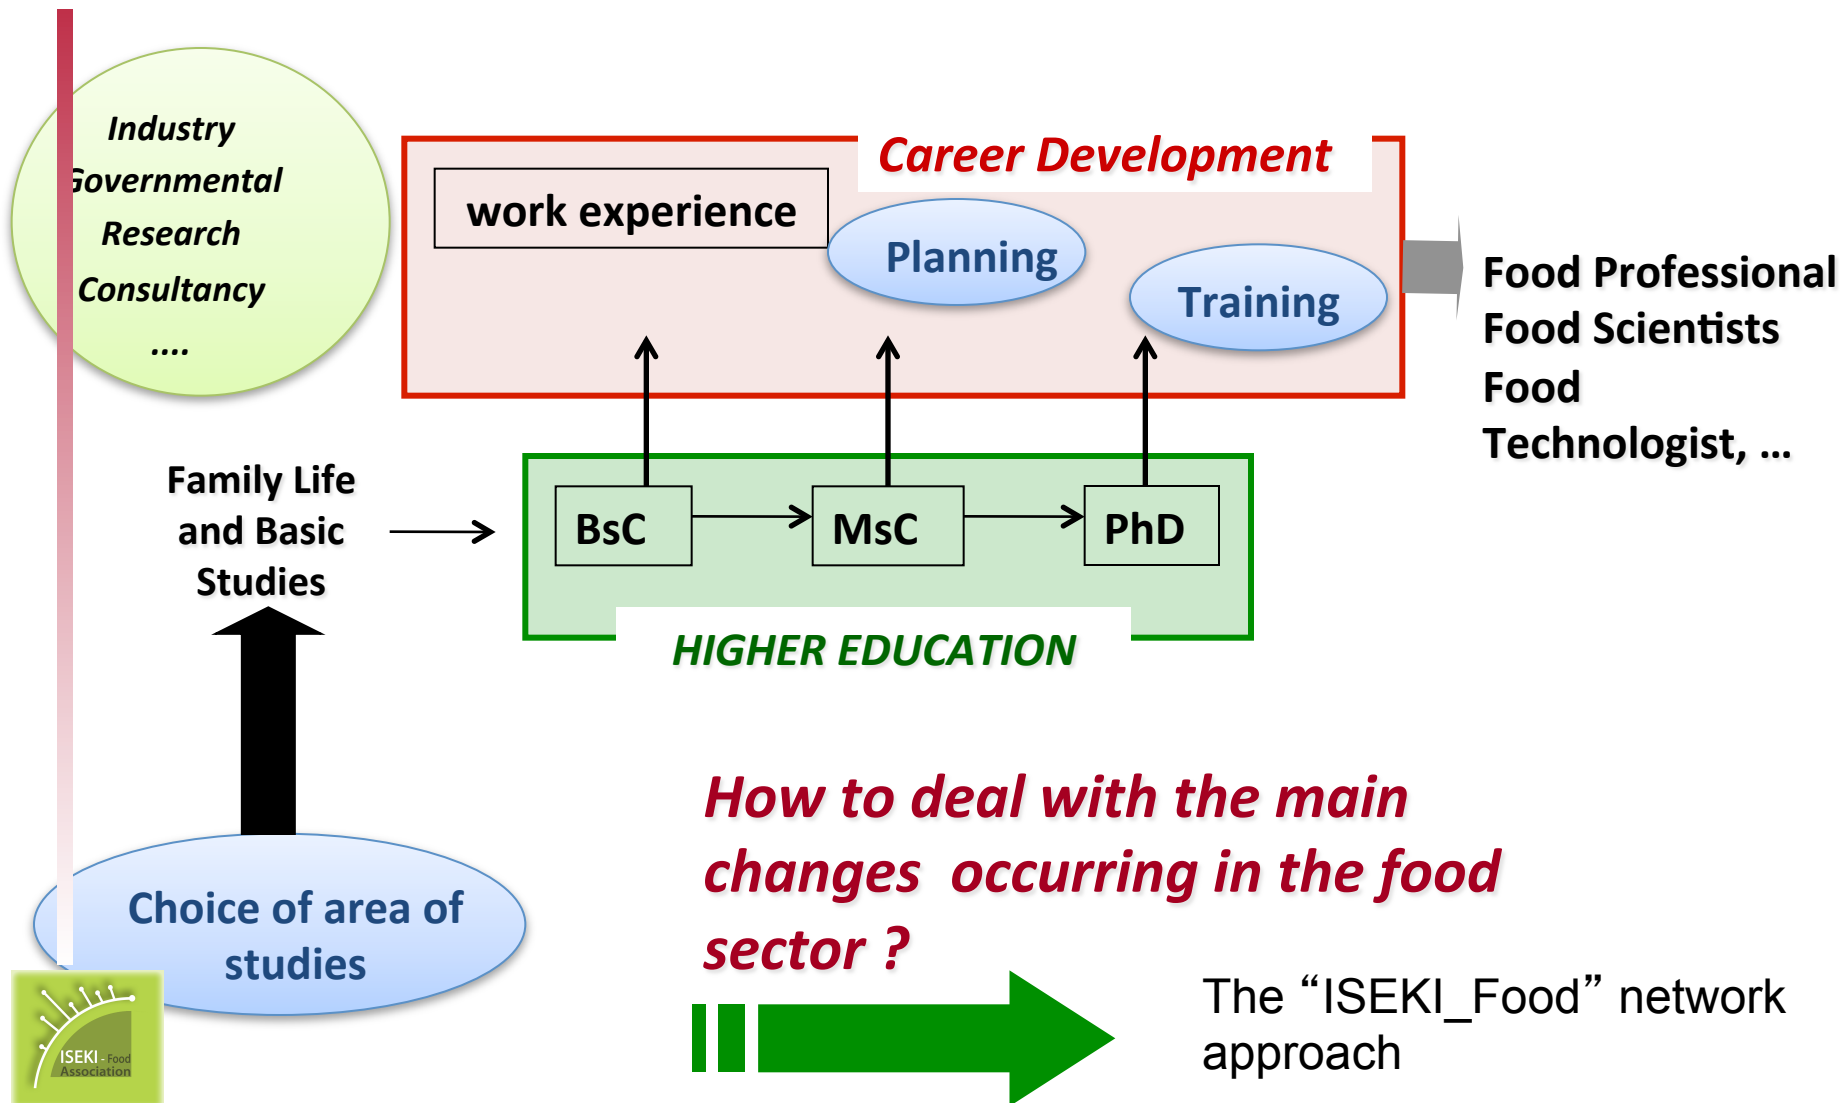 Industry
Governmental
Research
Consultancy
....
Career Development
work experience
Planning
Training
Food Professional
Food Scientists
Food
Technologist, ...
Family Life
and Basic
Studies
BsC
MsC
PhD
HIGHER EDUCATION
Choice of area of
studies
How to deal with the main
changes occurring in the food
sector ?
The “ISEKI_Food” network
approach
ISEKI - Food
Association